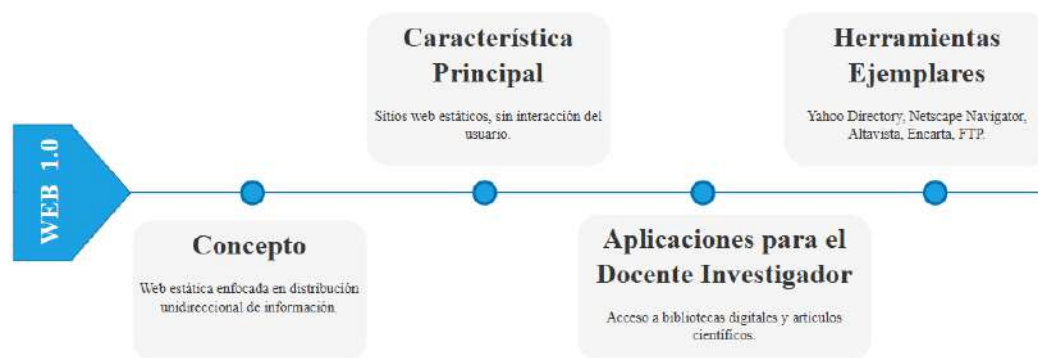 WEB 1.0
Concepto
Web estática enfocada en distribución
unidireccional de información.
Característica
Principal
Sitios web estáticos, sin interacción del
usuario.
Aplicaciones para el
Docente Investigador
Acceso a bibliotecas digitales y artículos
científicos.
Herramientas
Ejemplares
Yahoo Directory, Netscape Navigator,
Altavista, Encarta, FTP.